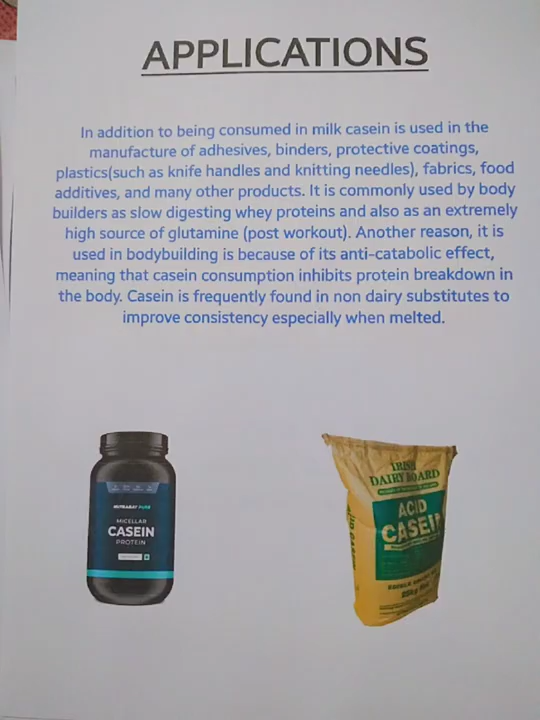 APPLICATIONS
In addition to being consumed in milk casein is used in the
manufacture of adhesives, binders, protective coatings,
plastics(such as knife handles and knitting needles), fabrics, food
additives, and many other products. It is commonly used by body
builders as slow digesting whey proteins and also as an extremely
high source of glutamine (post workout). Another reason, it is
used in bodybuilding is because of its anti-catabolic effect,
meaning that casein consumption inhibits protein breakdown in
the body. Casein is frequently found in non dairy substitutes to
improve consistency especially when melted.
NUTRABAY PURE
MICELLAR
CASEIN
PROTEIN
IRISH
DAIRY BOARD
ACID
CASEIN
25kg